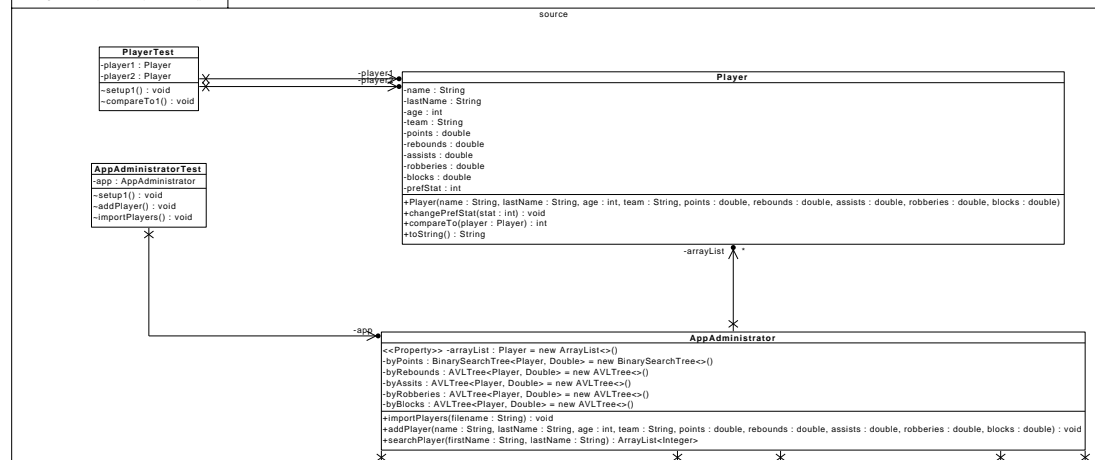 source
PlayerTest
-player1 : Player
-player2 : Player
~setup1() : void
~compareTo1() : void
-player1
-player2
Player
-name : String
-lastName : String
-age : int
-team : String
-points : double
-rebounds : double
-assists : double
-robberies : double
-blocks : double
-prefStat : int
+Player(name : String, lastName : String, age : int, team : String, points : double, rebounds : double, assists : double, robberies : double, blocks : double)
+changePrefStat(stat : int) : void
+compareTo(player : Player) : int
+toString() : String
AppAdministratorTest
-app : AppAdministrator
~setup1() : void
~addPlayer() : void
~importPlayers() : void
-arrayList
*
-app
AppAdministrator
<<Property>> -arrayList : Player = new ArrayList<>()
-byPoints : BinarySearchTree<Player, Double> = new BinarySearchTree<>()
-byRebounds : AVLTree<Player, Double> = new AVLTree<>()
-byAssits : AVLTree<Player, Double> = new AVLTree<>()
-byRobberies : AVLTree<Player, Double> = new AVLTree<>()
-byBlocks : AVLTree<Player, Double> = new AVLTree<>()
+importPlayers(filename : String) : void
+addPlayer(name : String, lastName : String, age : int, team : String, points : double, rebounds : double, assists : double, robberies : double, blocks : double) : void
+searchPlayer(firstName : String, lastName : String) : ArrayList<Integer>